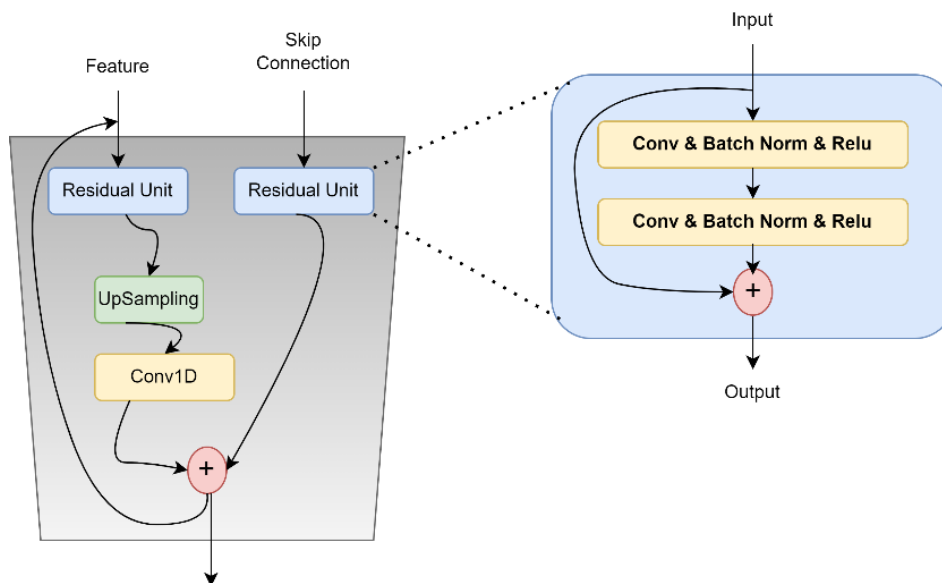 Feature
Skip
Connection
Residual Unit
Residual Unit
UpSampling
Conv1D
+
Input
Conv & Batch Norm & Relu
Conv & Batch Norm & Relu
+
Output